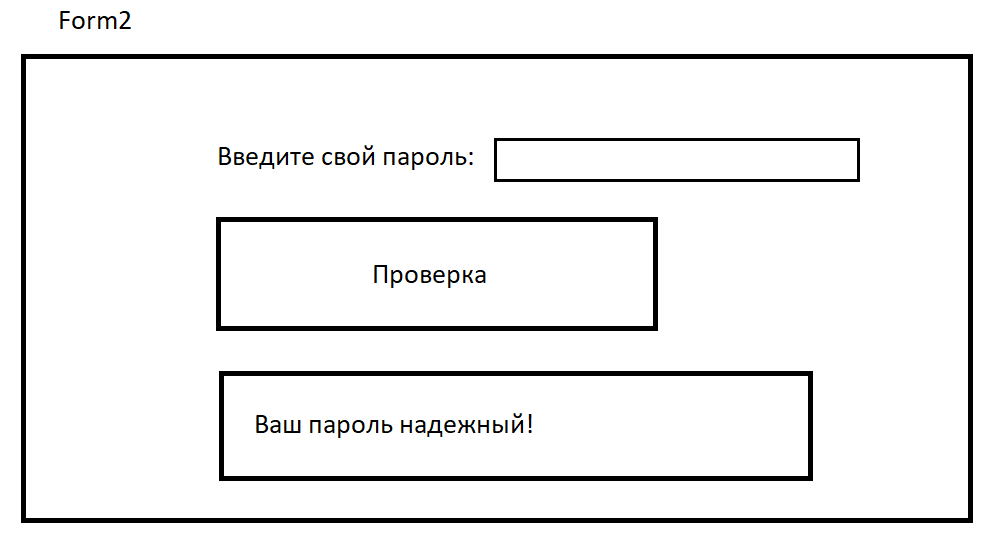 Form2
Введите свой пароль:
Проверка
Ваш пароль надежный!